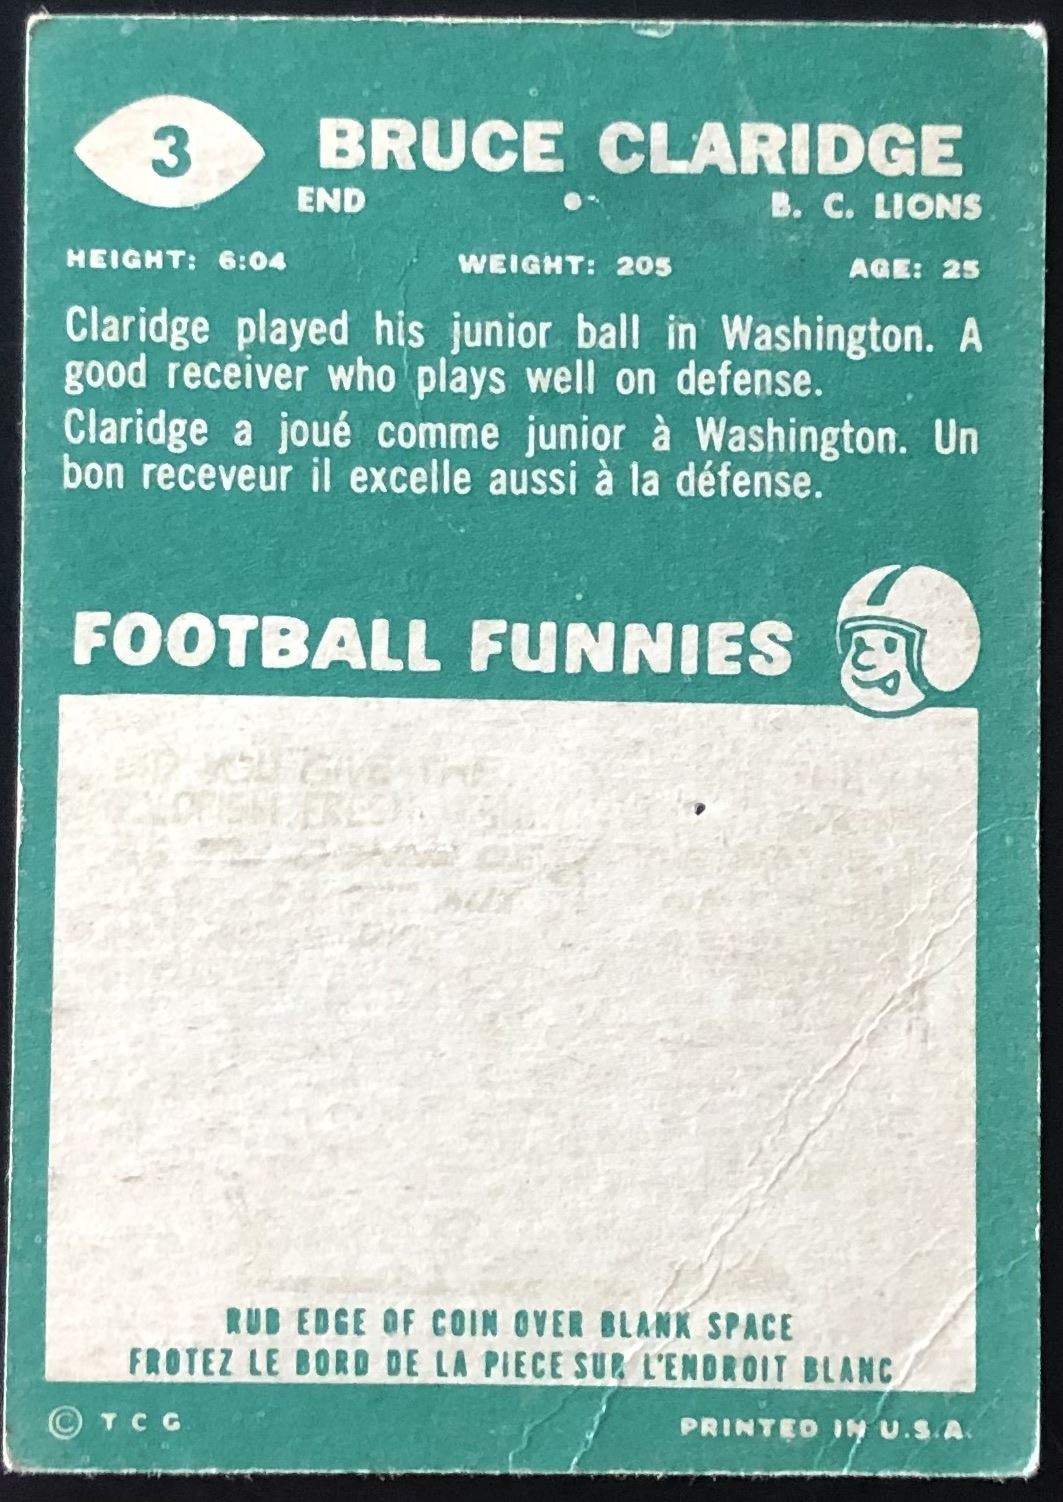 3
BRUCE CLARIDGE
END • B. C. LIONS
HEIGHT: 6:04 WEIGHT: 205 AGE: 25
Claridge played his junior ball in Washington. A
good receiver who plays well on defense.
Claridge a joué comme junior à Washington. Un
bon receveur il excelle aussi à la défense.
FOOTBALL FUNNIES
RUB EDGE OF COIN OVER BLANK SPACE
FROTEZ LE BORD DE LA PIECE SUR L'ENDROIT BLANC
© T C G PRINTED IN U.S.A.